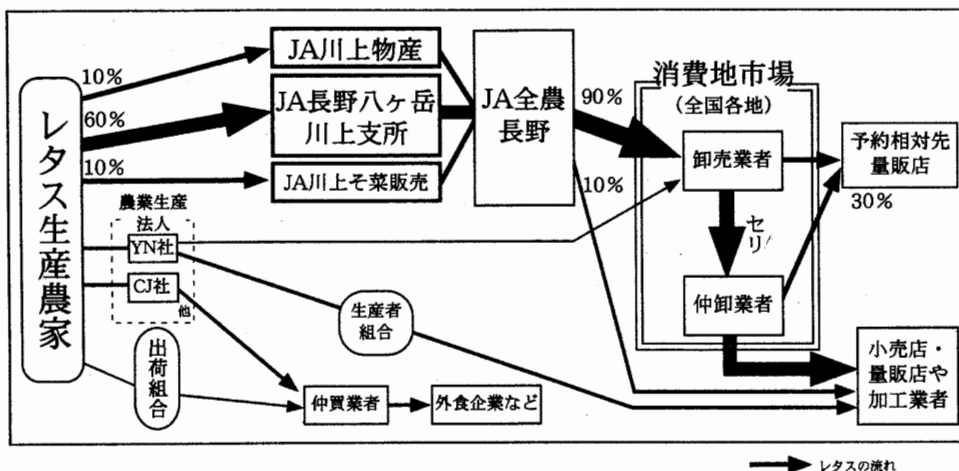 レタス生産農家
10%
60%
10%
JA川上物産
JA長野八ヶ岳
川上支所
JA川上そ菜販売
JA全農
長野
90%
10%
消費地市場
(全国各地)
卸売業者
セリ
仲卸業者
予約相対先
量販店
30%
農業生産
法人
YN社
CJ社
他
出荷組合
生産者
組合
仲買業者
外食企業など
小売店・
量販店や
加工業者
レタスの流れ